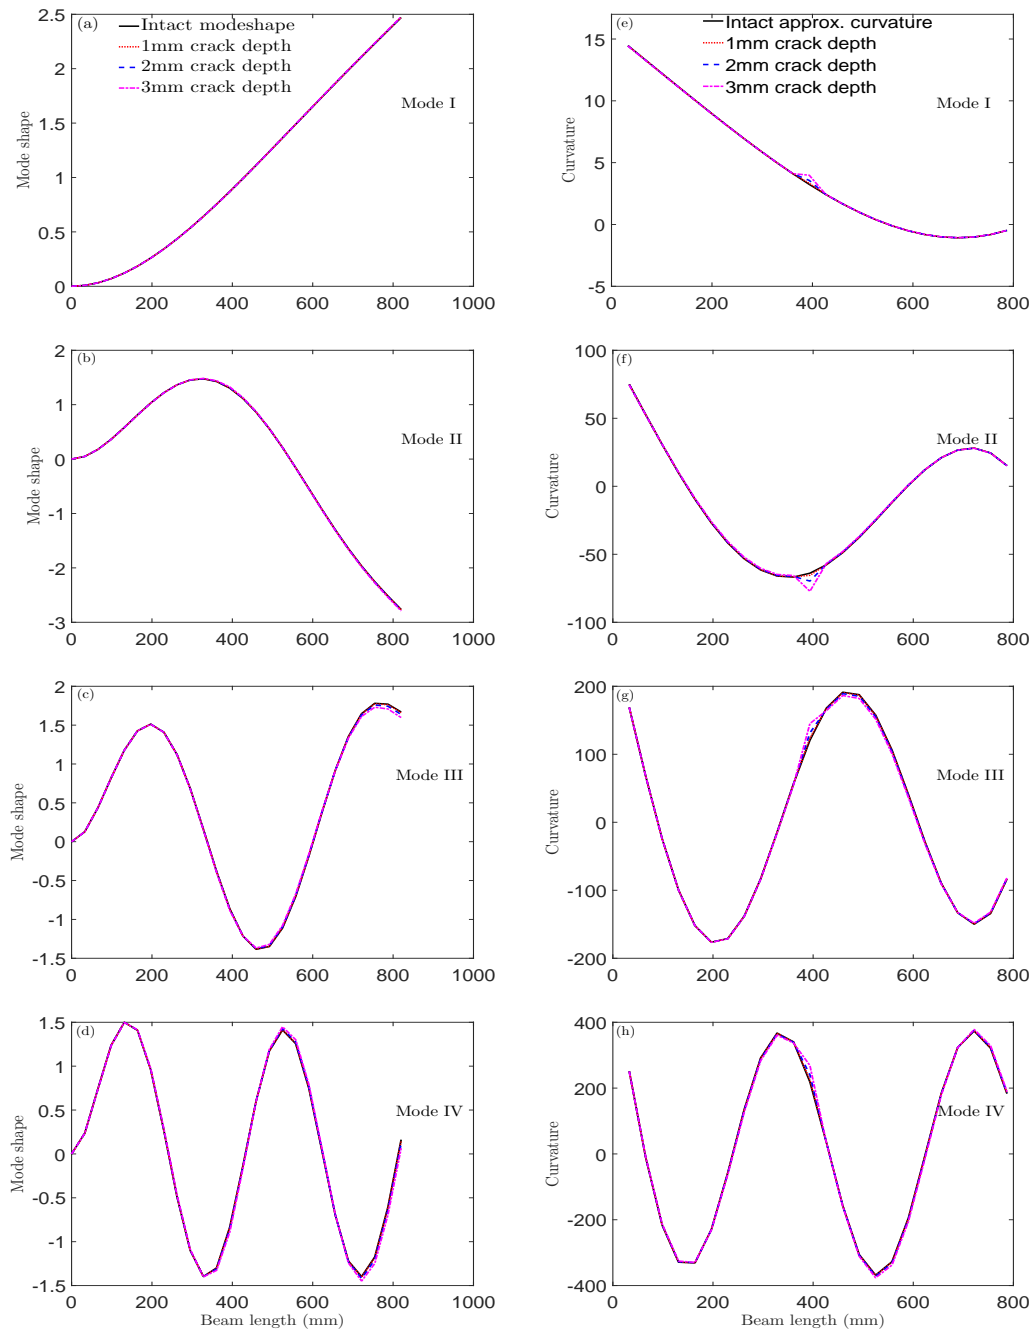 (a)
Intact modeshape
1mm crack depth
2mm crack depth
3mm crack depth
Mode I
Mode shape
2.5
2
1.5
1
0.5
0
0 200 400 600 800 1000
(e)
Intact approx. curvature
1mm crack depth
2mm crack depth
3mm crack depth
Mode I
Curvature
15
10
5
0
-5
0 200 400 600 800
(b)
Mode II
Mode shape
2
1
0
-1
-2
-3
0 200 400 600 800 1000
(f)
Mode II
Curvature
100
50
0
-50
-100
0 200 400 600 800
(c)
Mode III
Mode shape
2
1.5
1
0.5
0
-0.5
-1
-1.5
0 200 400 600 800 1000
(g)
Mode III
Curvature
200
100
0
-100
-200
0 200 400 600 800
(d)
Mode IV
Mode shape
1.5
1
0.5
0
-0.5
-1
-1.5
0 200 400 600 800 1000
Beam length (mm)
(h)
Mode IV
Curvature
400
200
0
-200
-400
0 200 400 600 800
Beam length (mm)